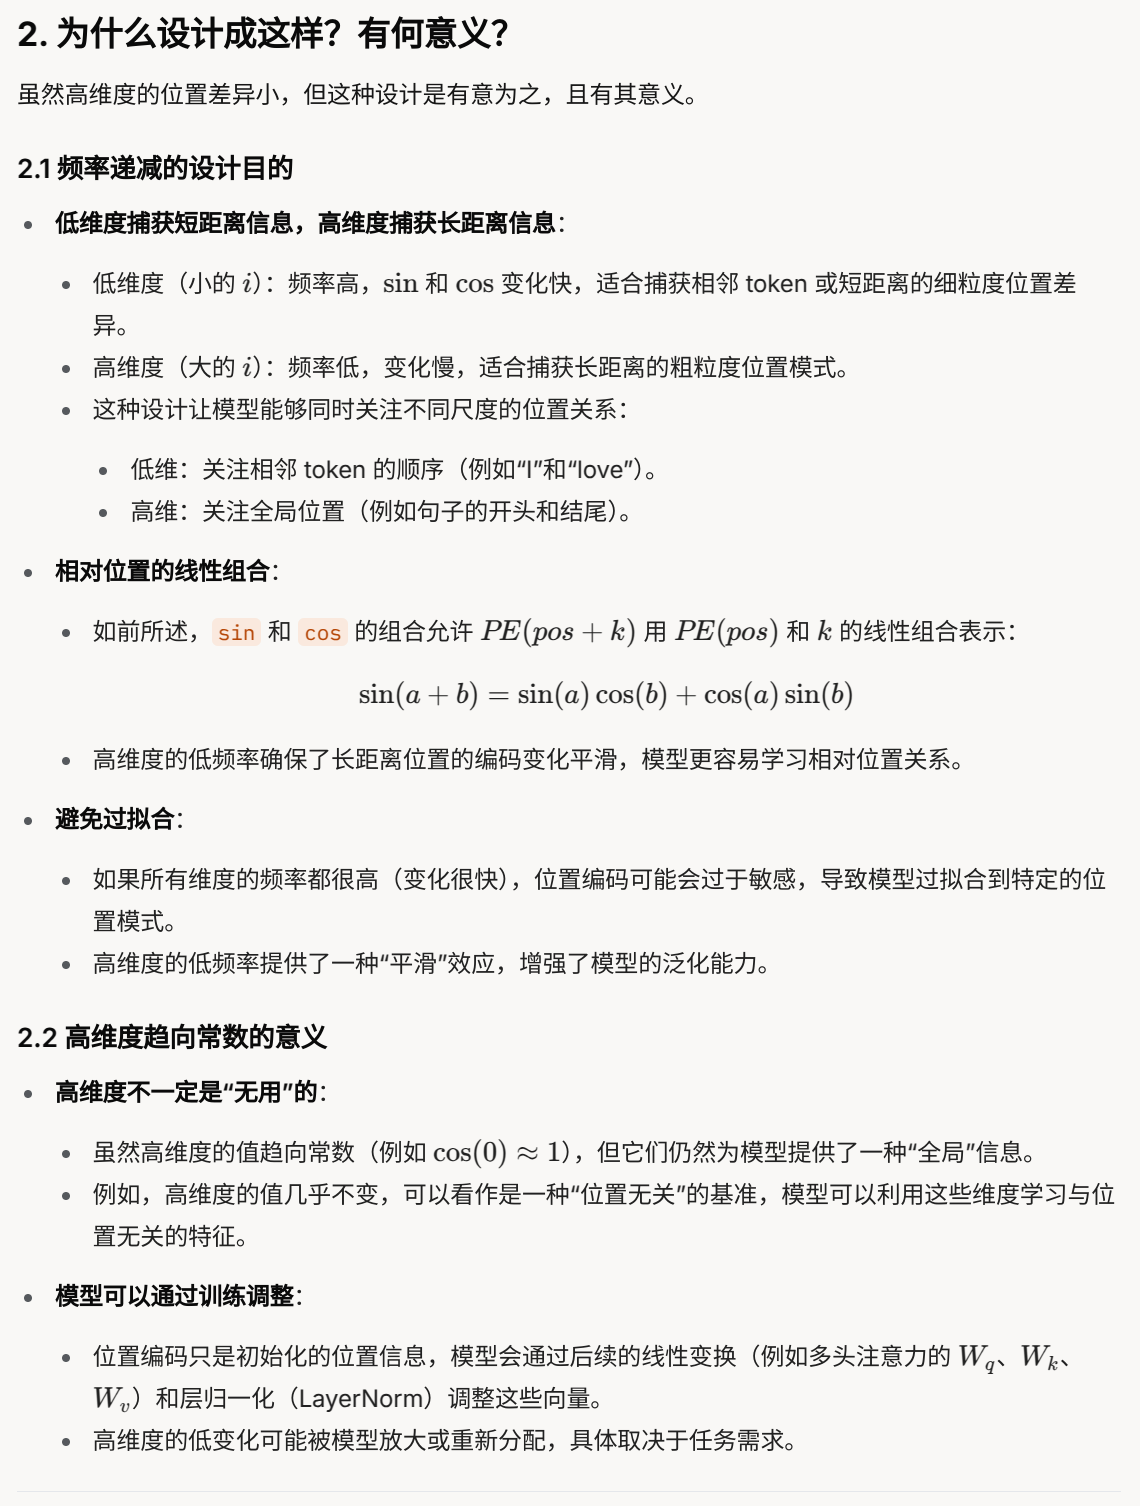 2. 为什么设计成这样？有何意义？
虽然高维度的位置差异小，但这种设计是有意为之，且有其意义。
2.1 频率递减的设计目的
• 低维度捕获短距离信息，高维度捕获长距离信息：
• 低维度（小的 i）：频率高，sin 和 cos 变化快，适合捕获相邻 token 或短距离的细粒度位置差
异。
• 高维度（大的 i）：频率低，变化慢，适合捕获长距离的粗粒度位置模式。
• 这种设计让模型能够同时关注不同尺度的位置关系：
• 低维：关注相邻 token 的顺序（例如“I”和“love”）。
• 高维：关注全局位置（例如句子的开头和结尾）。
• 相对位置的线性组合：
• 如前所述，sin 和 cos 的组合允许 PE(pos + k) 用 PE(pos) 和 k 的线性组合表示：
sin(a + b) = sin(a) cos(b) + cos(a) sin(b)
• 高维度的低频率确保了长距离位置的编码变化平滑，模型更容易学习相对位置关系。
• 避免过拟合：
• 如果所有维度的频率都很高（变化很快），位置编码可能会过于敏感，导致模型过拟合到特定的位
置模式。
• 高维度的低频率提供了一种“平滑”效应，增强了模型的泛化能力。
2.2 高维度趋向常数的意义
• 高维度不一定是“无用”的：
• 虽然高维度的值趋向常数（例如 cos(0) ≈ 1），但它们仍然为模型提供了一种“全局”信息。
• 例如，高维度的值几乎不变，可以看作是一种“位置无关”的基准，模型可以利用这些维度学习与位
置无关的特征。
• 模型可以通过训练调整：
• 位置编码只是初始化的位置信息，模型会通过后续的线性变换（例如多头注意力的 W_q、W_k、
W_v）和层归一化（LayerNorm）调整这些向量。
• 高维度的低变化可能被模型放大或重新分配，具体取决于任务需求。